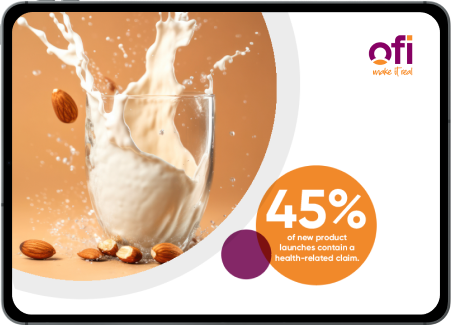 ofi
make it real
45%
of new product
launches contain a
health-related claim.